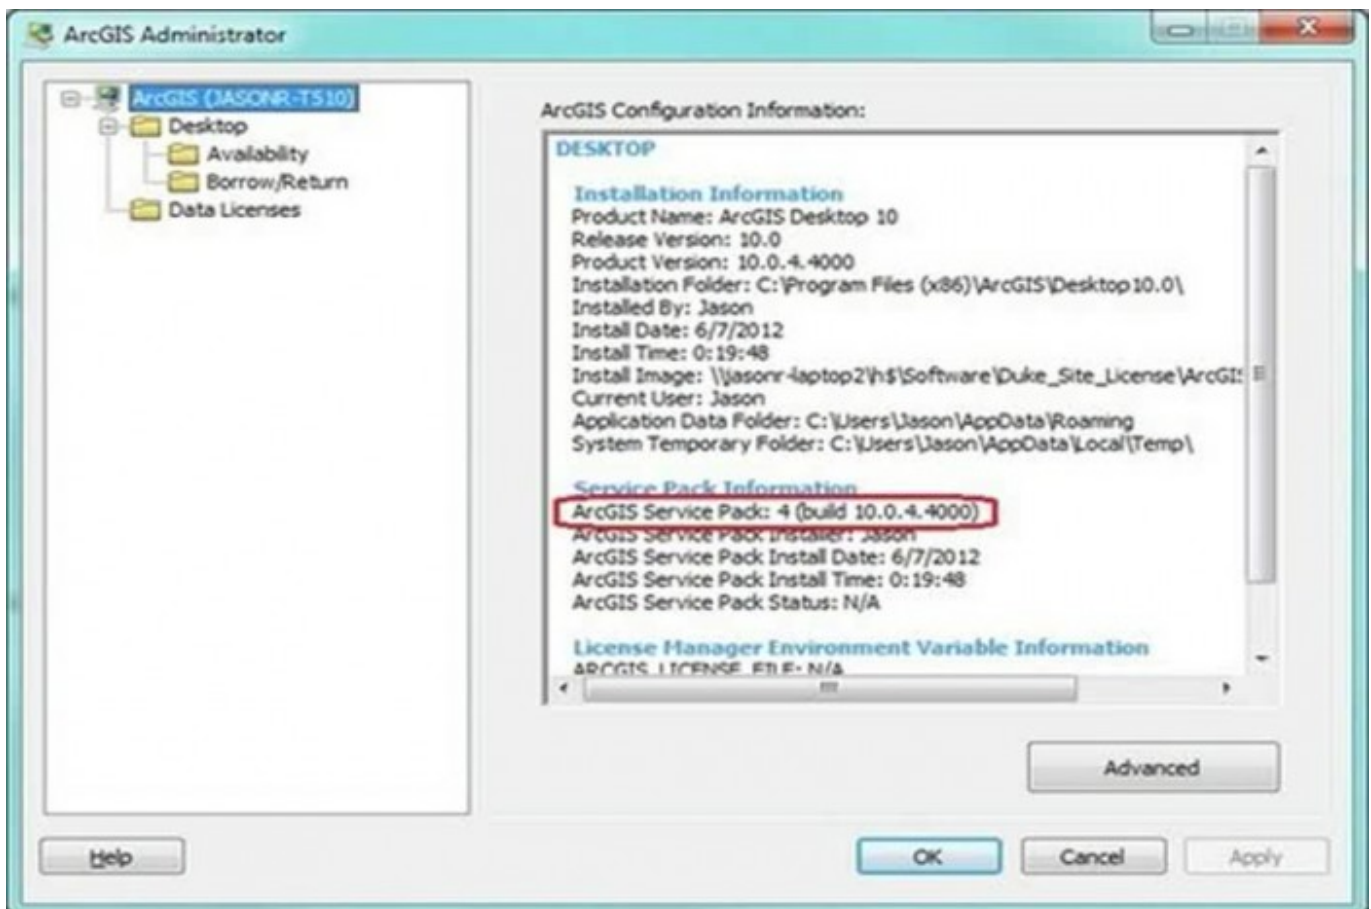 ArcGIS Administrator
ArcGIS (JASONR-T510)
Desktop
Availability
Borrow/Return
Data Licenses
ArcGIS Configuration Information:
DESKTOP
Installation Information
Product Name: ArcGIS Desktop 10
Release Version: 10.0
Product Version: 10.0.4.4000
Installation Folder: C:\Program Files (x86)\ArcGIS\Desktop10.0\
Installed By: Jason
Install Date: 6/7/2012
Install Time: 0:19:48
Install Image: \\jasonr-laptop2\h$\Software\Duke_Site_License\ArcGIS
Current User: Jason
Application Data Folder: C:\Users\Jason\AppData\Roaming
System Temporary Folder: C:\Users\Jason\AppData\Local\Temp\
Service Pack Information
ArcGIS Service Pack: 4 (build 10.0.4.4000)
ArcGIS Service Pack Installer: Jason
ArcGIS Service Pack Install Date: 6/7/2012
ArcGIS Service Pack Install Time: 0:19:48
ArcGIS Service Pack Status: N/A
License Manager Environment Variable Information
ARCGIS_LICENSE_FILE: N/A
Advanced
Help
OK
Cancel
Apply